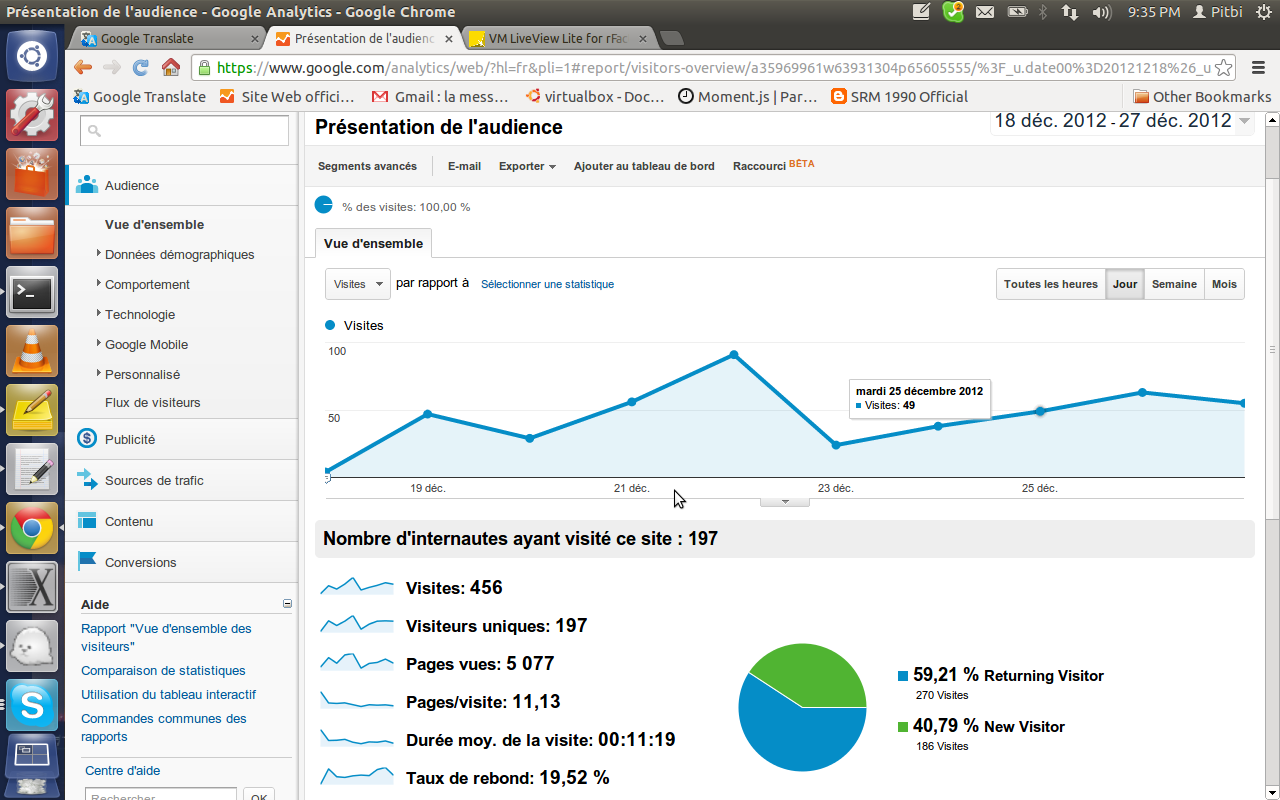 Présentation de l'audience - Google Analytics - Google Chrome
9:35 PM
Pitbi
2
Google Translate
Présentation de l'audienc
VM LiveView Lite for rFac
https://www.google.com/analytics/web/?hl=fr&pli=1#report/visitors-overview/a35969961w63931304p65605555/%3F_u.date00%3D20121218%26_u
Google Translate
Site Web offici…
Gmail : la mess…
virtualbox - Doc…
Moment.js | Par…
SRM 1990 Official
Other Bookmarks
Présentation de l'audience
18 déc. 2012 - 27 déc. 2012
Segments avancés
E-mail
Exporter
Ajouter au tableau de bord
Raccourci BÊTA
% des visites: 100,00 %
Audience
Vue d'ensemble
Données démographiques
Comportement
Technologie
Google Mobile
Personnalisé
Flux de visiteurs
Publicité
Sources de trafic
Contenu
Conversions
Aide
Rapport "Vue d'ensemble des
visiteurs"
Comparaison de statistiques
Utilisation du tableau interactif
Commandes communes des
rapports
Centre d'aide
Rechercher
OK
Vue d'ensemble
Visites
par rapport à
Sélectionner une statistique
Toutes les heures
Jour
Semaine
Mois
Visites
100
50
mardi 25 décembre 2012
Visites: 49
19 déc.
21 déc.
23 déc.
25 déc.
Nombre d'internautes ayant visité ce site : 197
Visites: 456
Visiteurs uniques: 197
Pages vues: 5 077
Pages/visite: 11,13
Durée moy. de la visite: 00:11:19
Taux de rebond: 19,52 %
59,21 % Returning Visitor
270 Visites
40,79 % New Visitor
186 Visites